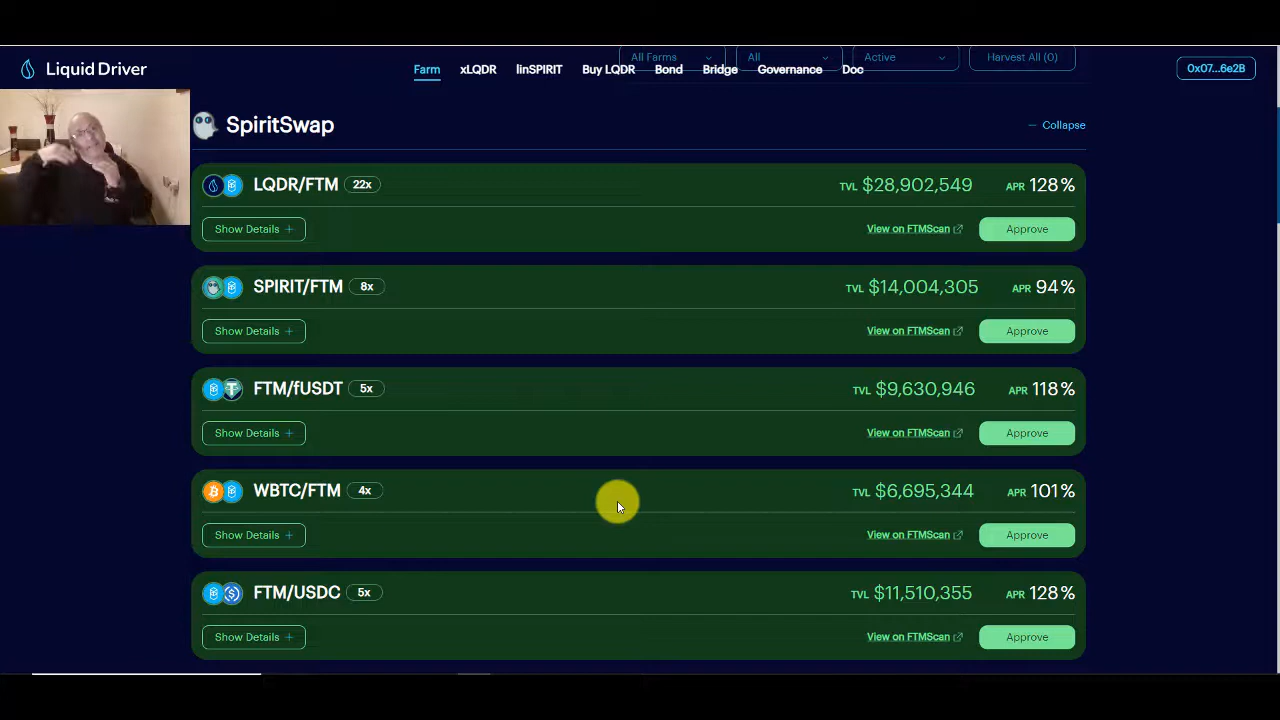 All Farms All Active Harvest All (0)
Liquid Driver Farm xLQDR linSPIRIT Buy LQDR Bond Bridge Governance Doc 0x07...6e2B
SpiritSwap — Collapse
LQDR/FTM 22x TVL $28,902,549 APR 128%
Show Details + View on FTMScan Approve
SPIRIT/FTM 8x TVL $14,004,305 APR 94%
Show Details + View on FTMScan Approve
FTM/fUSDT 5x TVL $9,630,946 APR 118%
Show Details + View on FTMScan Approve
WBTC/FTM 4x TVL $6,695,344 APR 101%
Show Details + View on FTMScan Approve
FTM/USDC 5x TVL $11,510,355 APR 128%
Show Details + View on FTMScan Approve